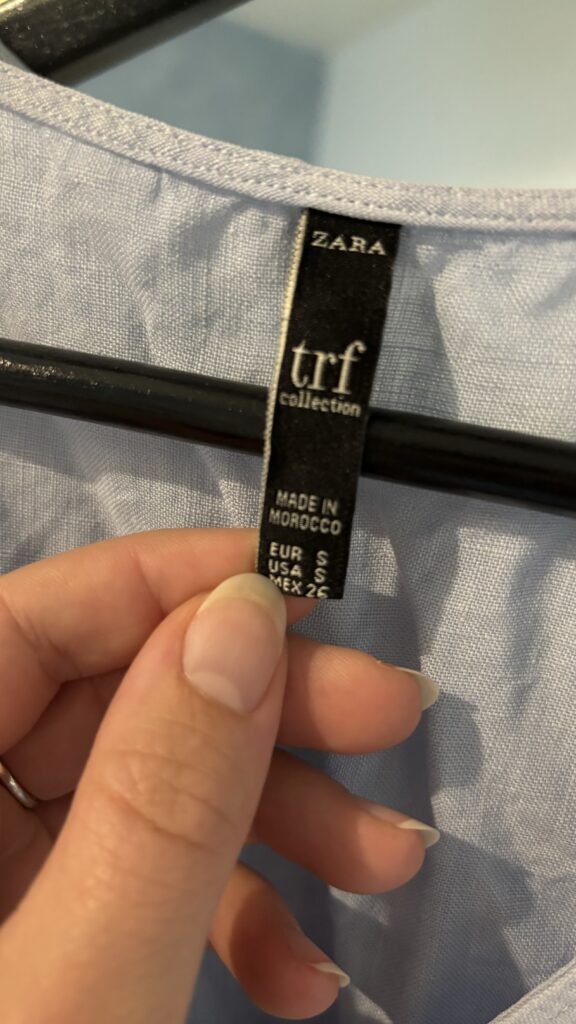 ZARA
trf
collection
MADE IN
MOROCCO
EUR S
USA S
MEX 26